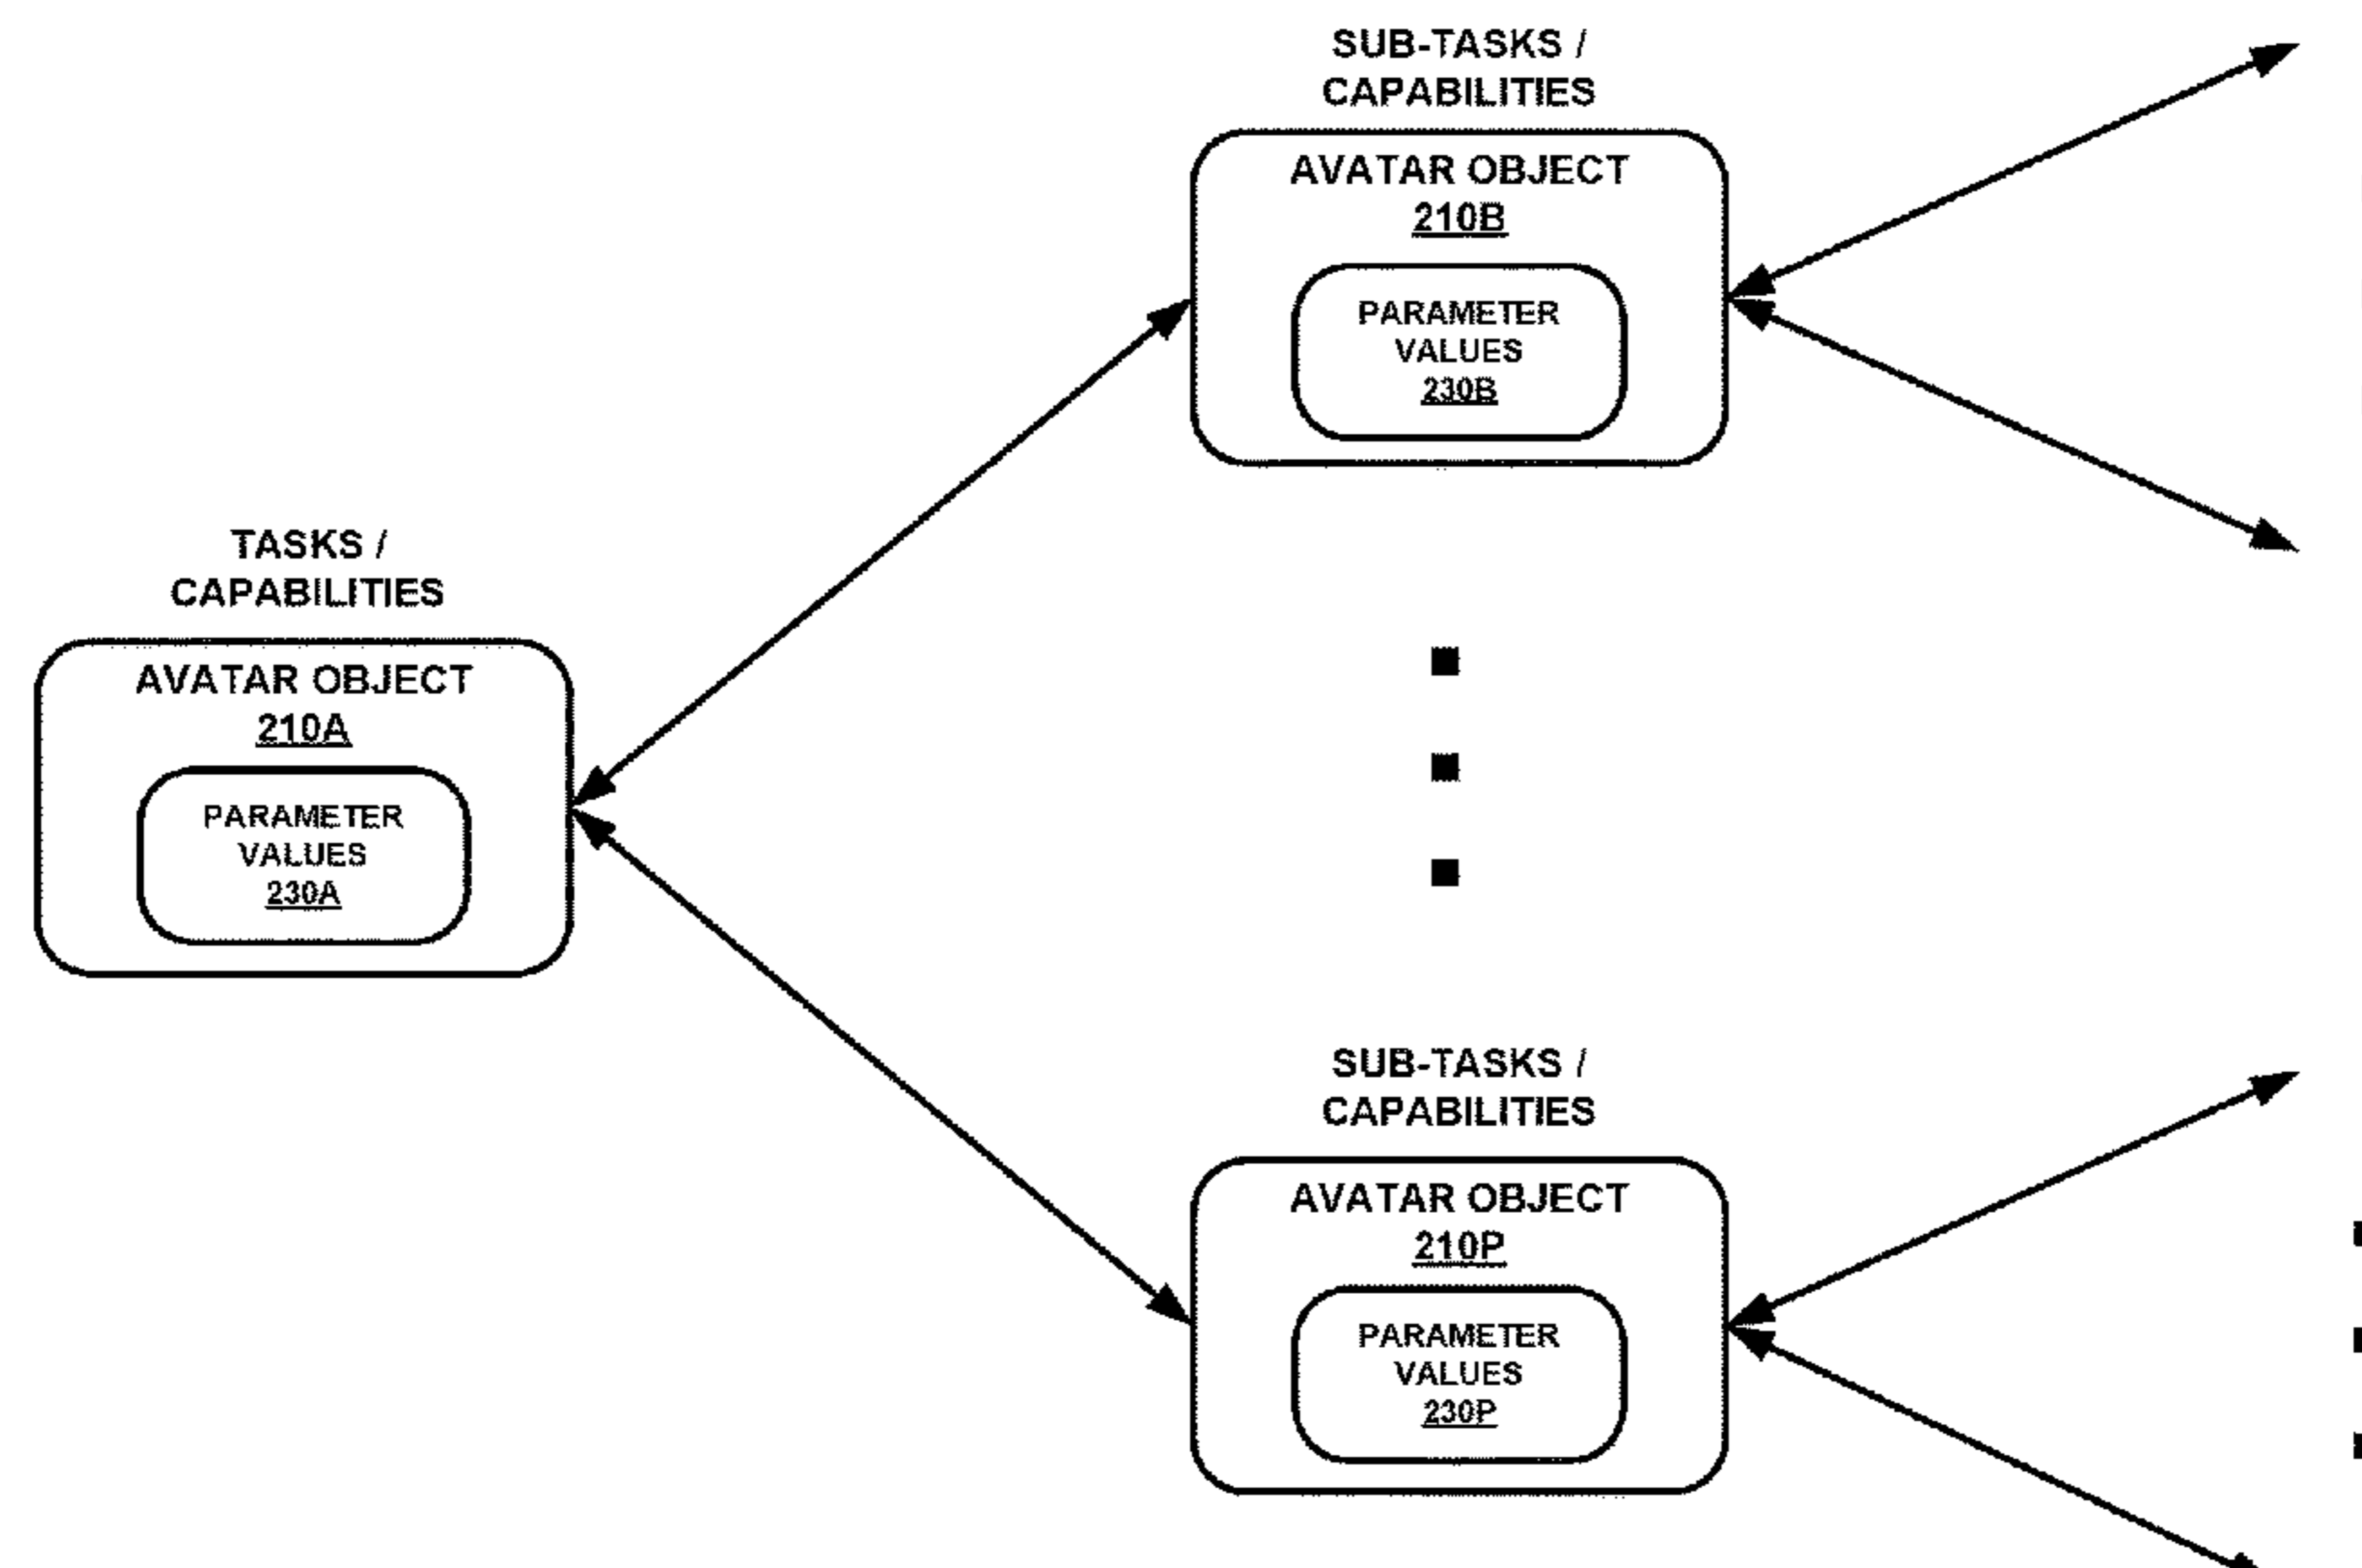 SUB-TASKS /
CAPABILITIES
AVATAR OBJECT
210B
PARAMETER
VALUES
230B
TASKS /
CAPABILITIES
AVATAR OBJECT
210A
PARAMETER
VALUES
230A
SUB-TASKS /
CAPABILITIES
AVATAR OBJECT
210P
PARAMETER
VALUES
230P